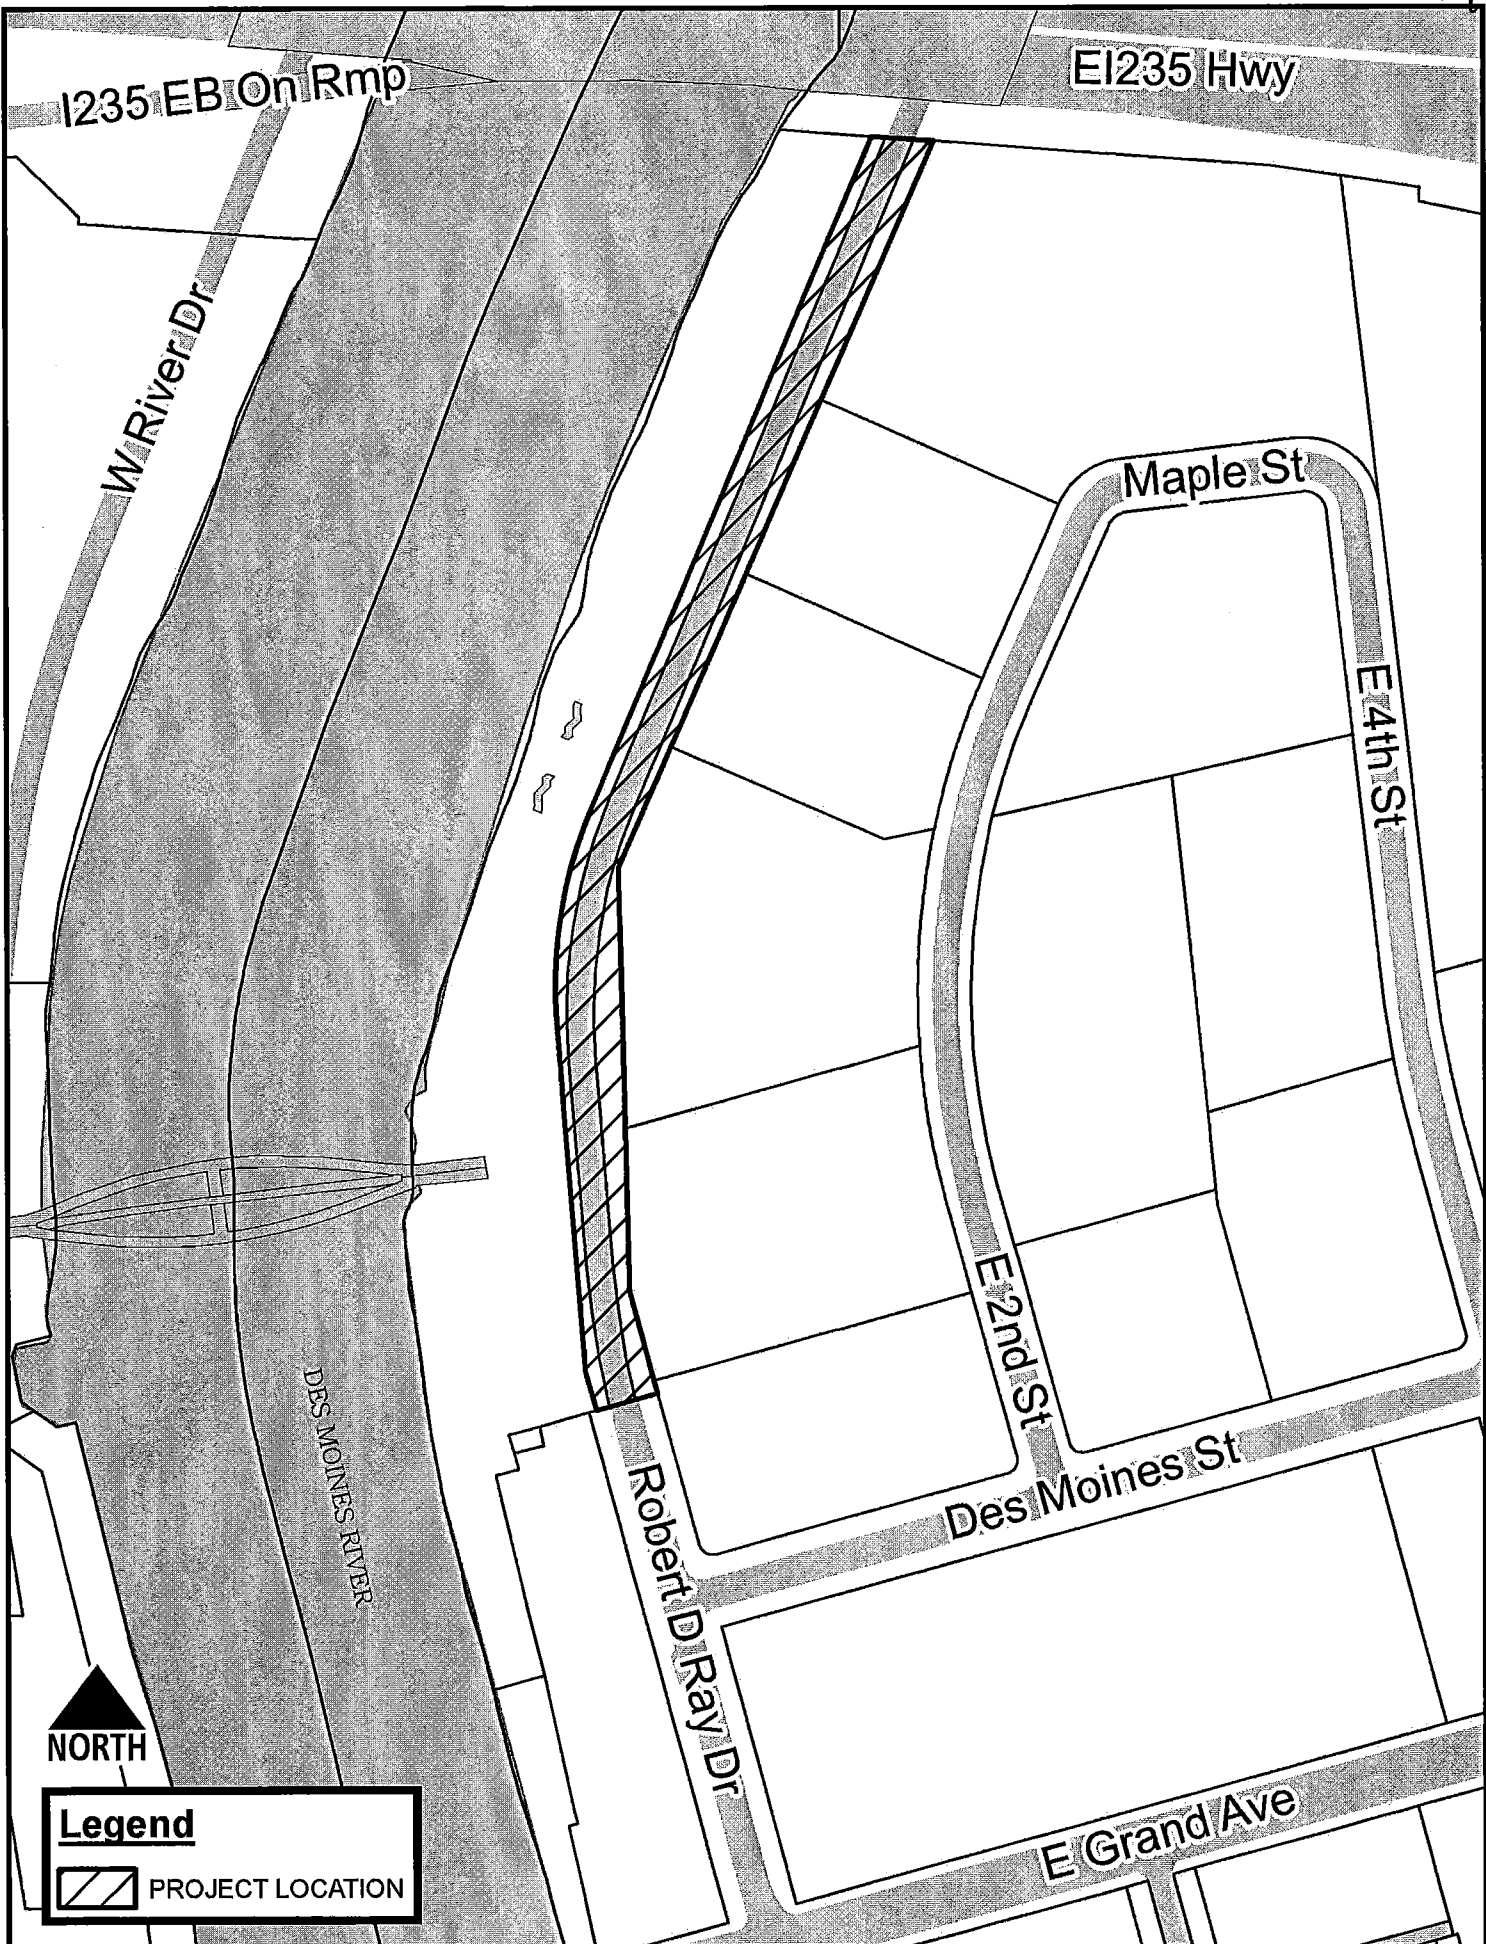 I235 EB On Rmp
EI235 Hwy
W River Dr
Maple St
E 4th St
E 2nd St
DES MOINES RIVER
Des Moines St
Robert D Ray Dr
NORTH
E Grand Ave
Legend
PROJECT LOCATION